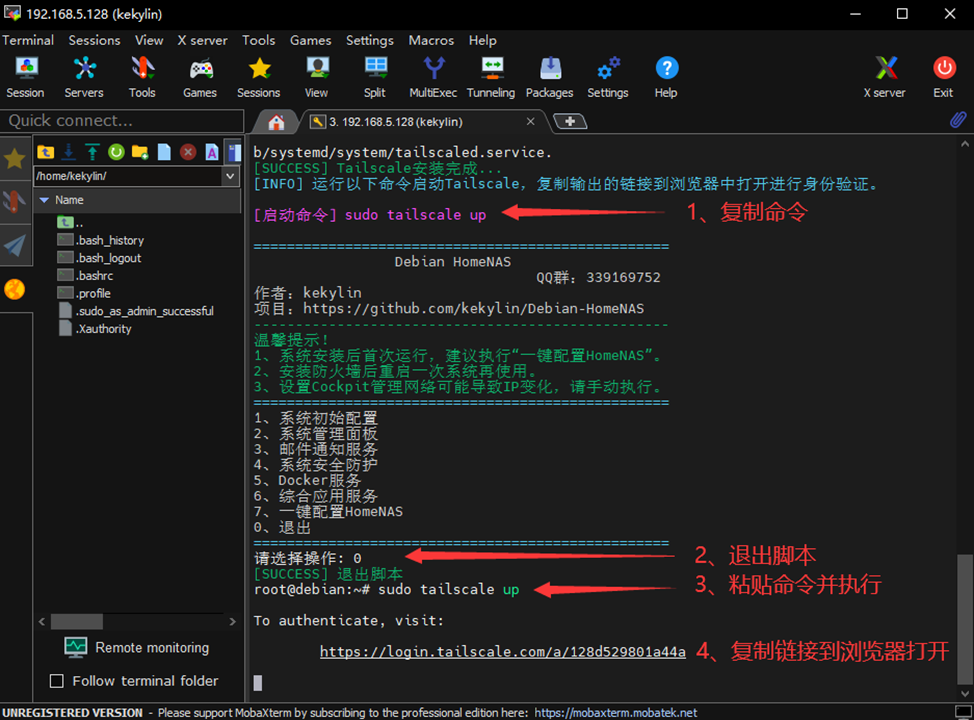 192.168.5.128 (kekylin)
Terminal Sessions View X server Tools Games Settings Macros Help
Session Servers Tools Games Sessions View Split MultiExec Tunneling Packages Settings Help X server Exit
Quick connect...
3. 192.168.5.128 (kekylin)
/home/kekylin/
Name
..
.bash_history
.bash_logout
.bashrc
.profile
.sudo_as_admin_successful
.Xauthority
Remote monitoring
Follow terminal folder
b/systemd/system/tailscaled.service.
[SUCCESS] Tailscale安装完成...
[INFO] 运行以下命令启动Tailscale，复制输出的链接到浏览器中打开进行身份验证。
[启动命令] sudo tailscale up
1、复制命令
==================================================
Debian HomeNAS
QQ群：339169752
作者：kekylin
项目：https://github.com/kekylin/Debian-HomeNAS
--------------------------------------------------
温馨提示！
1、系统安装后首次运行，建议执行“一键配置HomeNAS”。
2、安装防火墙后重启一次系统再使用。
3、设置Cockpit管理网络可能导致IP变化，请手动执行。
==================================================
1、系统初始配置
2、系统管理面板
3、邮件通知服务
4、系统安全防护
5、Docker服务
6、综合应用服务
7、一键配置HomeNAS
0、退出
==================================================
请选择操作: 0
2、退出脚本
[SUCCESS] 退出脚本
root@debian:~# sudo tailscale up
3、粘贴命令并执行
To authenticate, visit:
https://login.tailscale.com/a/128d529801a44a
4、复制链接到浏览器打开
UNREGISTERED VERSION - Please support MobaXterm by subscribing to the professional edition here: https://mobaxterm.mobatek.net